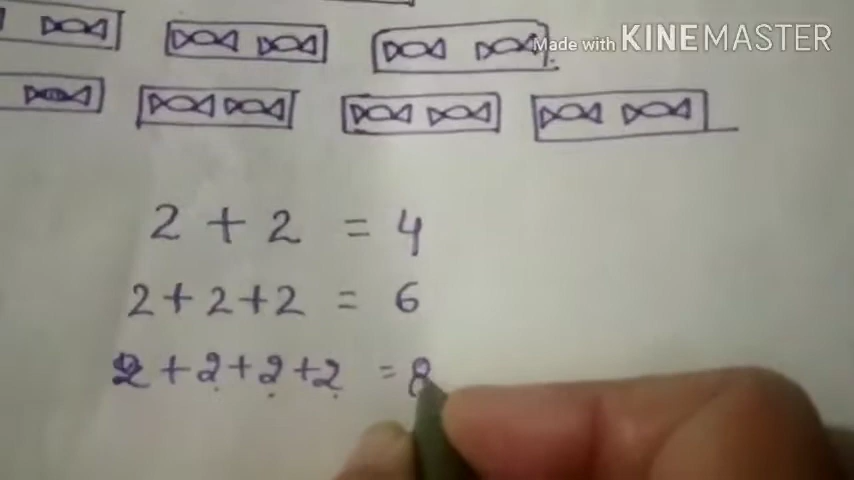 Made with KINEMASTER
2 + 2 = 4
2 + 2 + 2 = 6
2 + 2 + 2 + 2 = 8